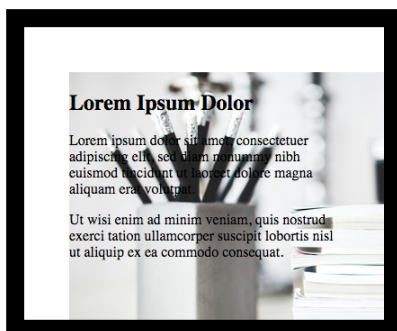 Lorem Ipsum Dolor
Lorem ipsum dolor sit amet, consectetuer
adipiscing elit, sed diam nonummy nibh
euismod tincidunt ut laoreet dolore magna
aliquam erat volutpat.
Ut wisi enim ad minim veniam, quis nostrud
exerci tation ullamcorper suscipit lobortis nisl
ut aliquip ex ea commodo consequat.